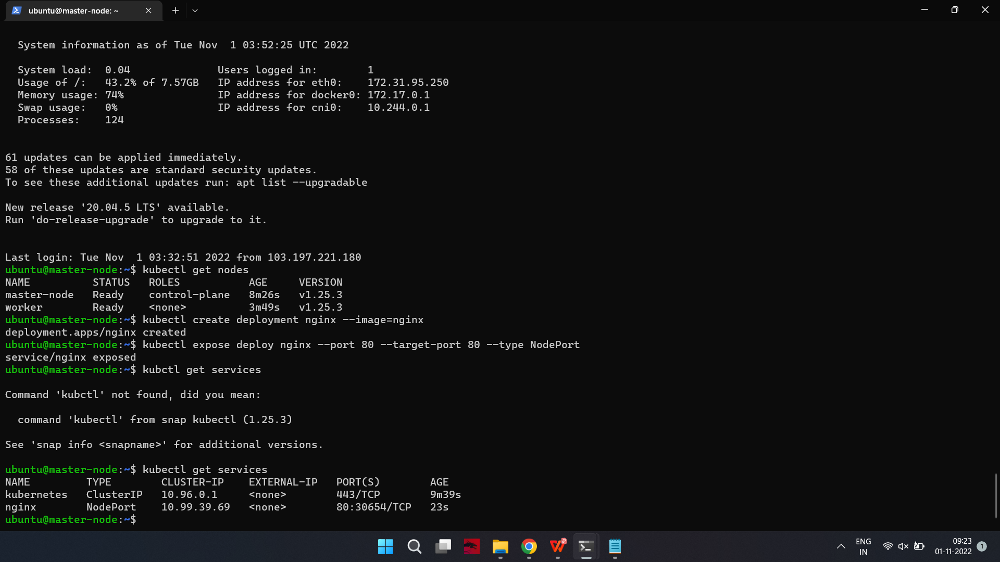 ubuntu@master-node: ~
System information as of Tue Nov  1 03:52:25 UTC 2022
System load:  0.04              Users logged in:        1
Usage of /:   43.2% of 7.57GB   IP address for eth0:    172.31.95.250
Memory usage: 74%               IP address for docker0: 172.17.0.1
Swap usage:   0%                IP address for cni0:    10.244.0.1
Processes:    124
61 updates can be applied immediately.
58 of these updates are standard security updates.
To see these additional updates run: apt list --upgradable
New release '20.04.5 LTS' available.
Run 'do-release-upgrade' to upgrade to it.
Last login: Tue Nov  1 03:32:51 2022 from 103.197.221.180
ubuntu@master-node:~$ kubectl get nodes
NAME          STATUS   ROLES           AGE     VERSION
master-node   Ready    control-plane   8m26s   v1.25.3
worker        Ready    <none>          3m49s   v1.25.3
ubuntu@master-node:~$ kubectl create deployment nginx --image=nginx
deployment.apps/nginx created
ubuntu@master-node:~$ kubectl expose deploy nginx --port 80 --target-port 80 --type NodePort
service/nginx exposed
ubuntu@master-node:~$ kubctl get services
Command 'kubctl' not found, did you mean:
command 'kubectl' from snap kubectl (1.25.3)
See 'snap info <snapname>' for additional versions.
ubuntu@master-node:~$ kubectl get services
NAME         TYPE        CLUSTER-IP    EXTERNAL-IP   PORT(S)        AGE
kubernetes   ClusterIP   10.96.0.1     <none>        443/TCP        9m39s
nginx        NodePort    10.99.39.69   <none>        80:30654/TCP   23s
ubuntu@master-node:~$
ENG
IN
09:23
01-11-2022
1